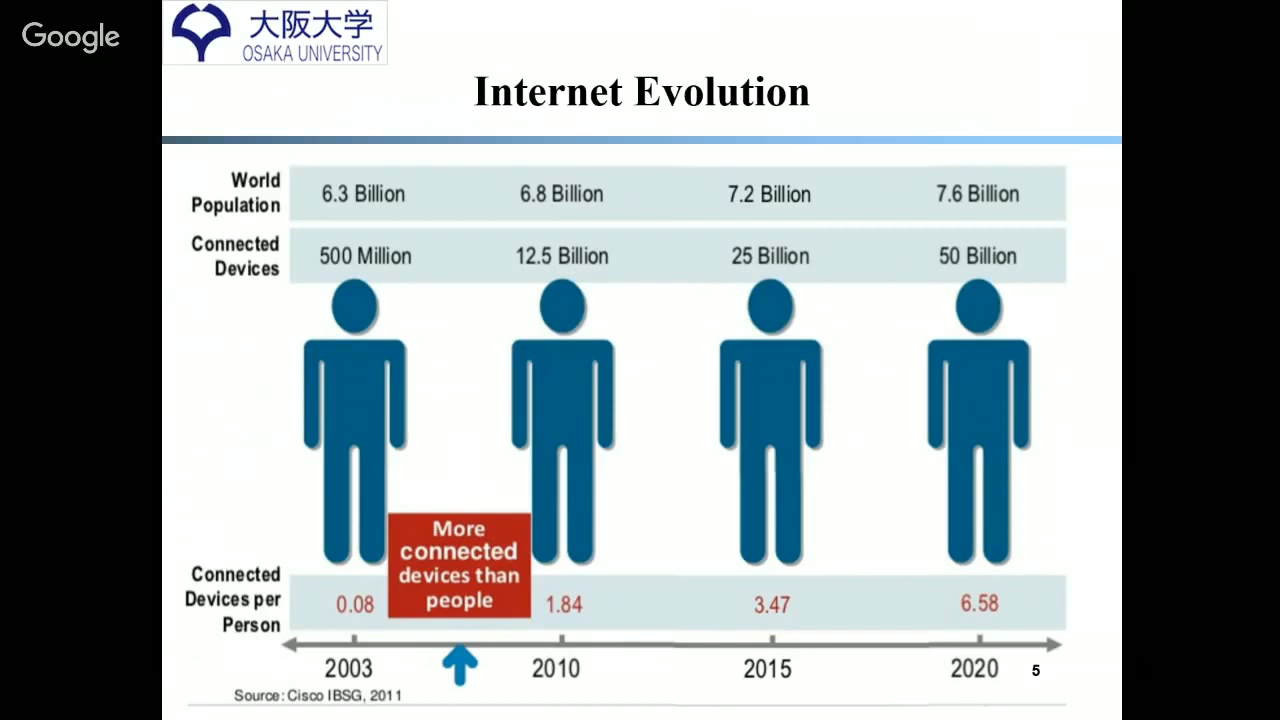 Google
大阪大学
OSAKA UNIVERSITY
Internet Evolution
World
Population
6.3 Billion 6.8 Billion 7.2 Billion 7.6 Billion
Connected
Devices
500 Million 12.5 Billion 25 Billion 50 Billion
More
connected
devices than
people
Connected
Devices per
Person
0.08 1.84 3.47 6.58
2003 2010 2015 2020
5
Source: Cisco IBSG, 2011